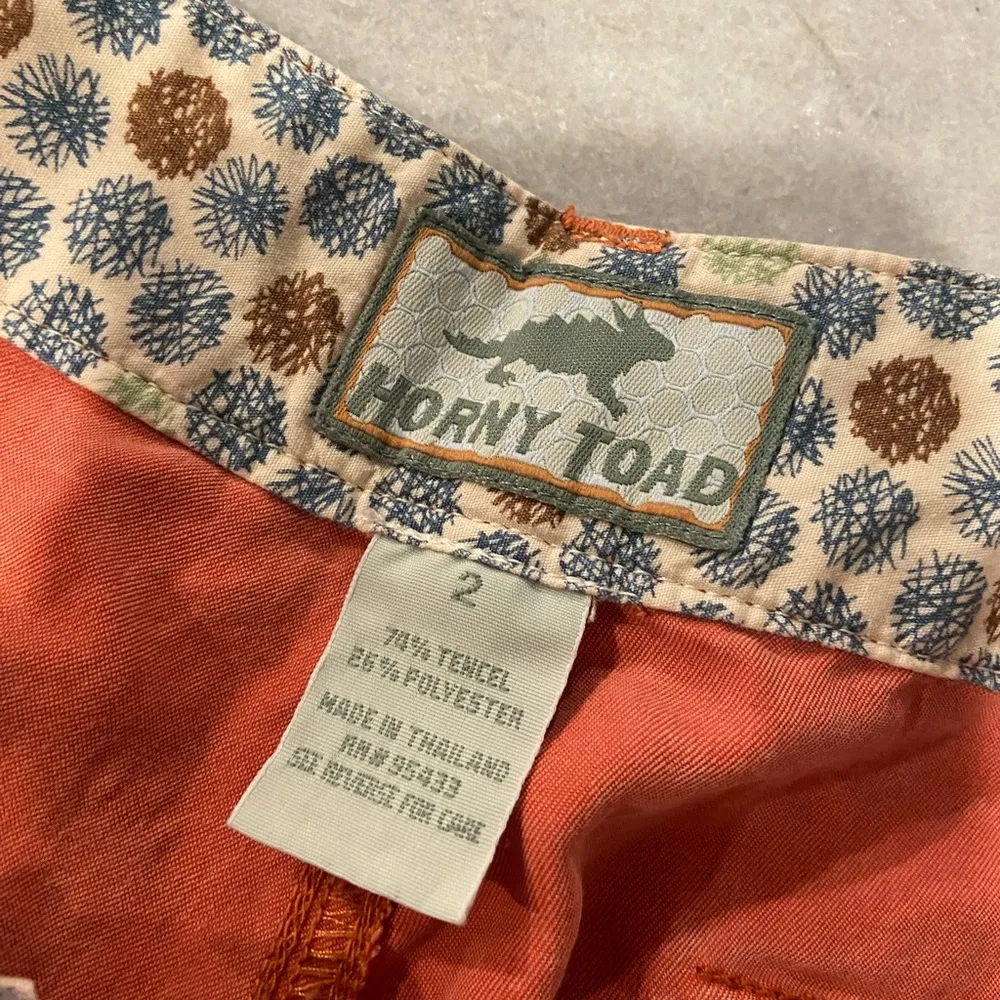 HORNY TOAD
2
74% TENCEL
26% POLYESTER
MADE IN THAILAND
RN# 95433
SEE REVERSE FOR CARE